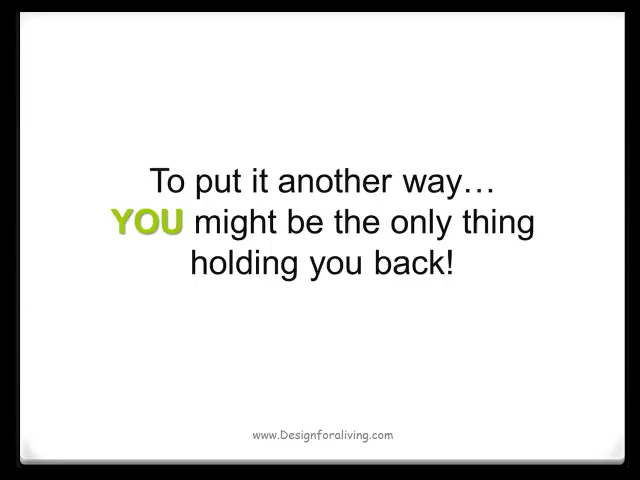 To put it another way…
YOU might be the only thing
holding you back!
www.Designforaliving.com